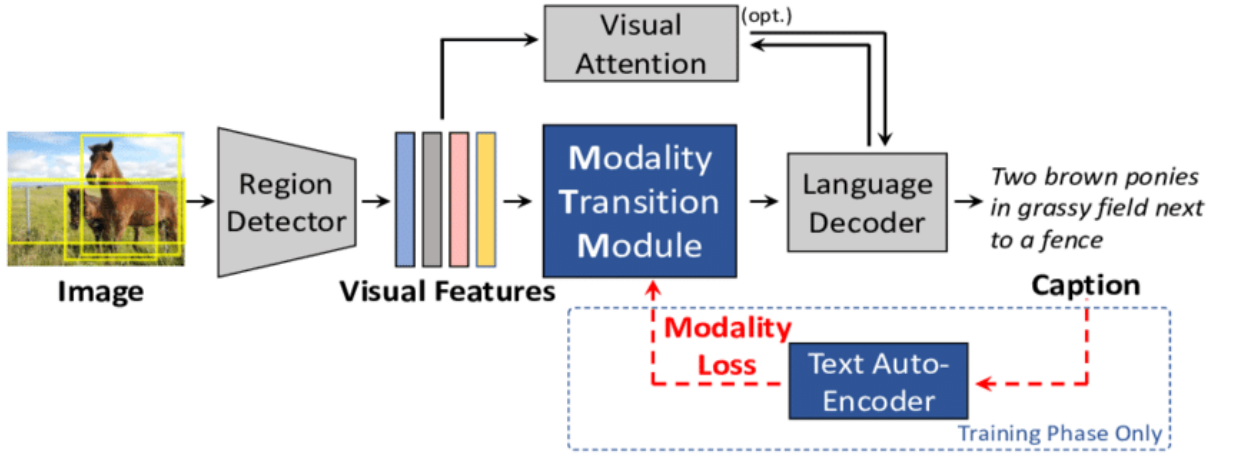 Visual
Attention
(opt.)
Region
Detector
Modality
Transition
Module
Language
Decoder
Two brown ponies
in grassy field next
to a fence
Image
Visual Features
Caption
Modality
Loss
Text Auto-
Encoder
Training Phase Only